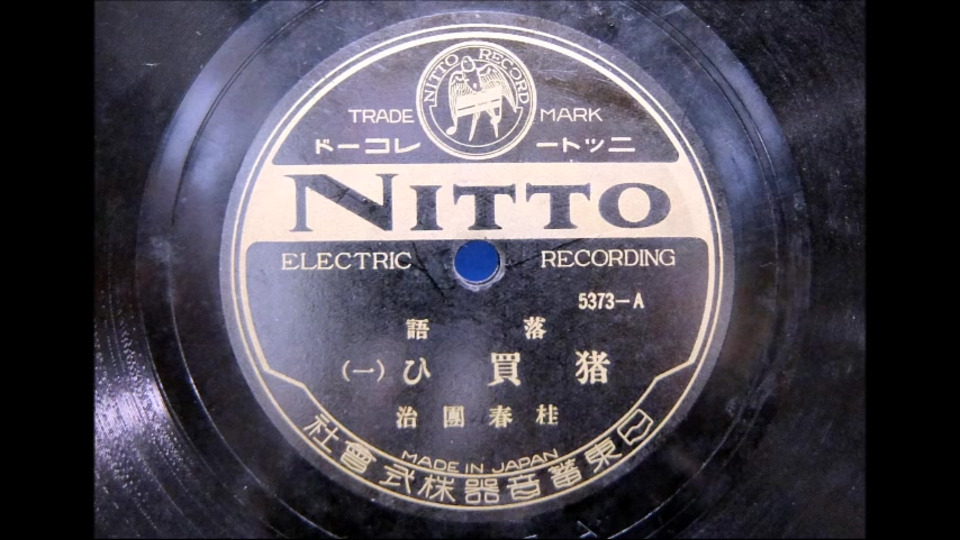 NITTO RECORD
TRADE MARK
ニットーレコード
NITTO
ELECTRIC RECORDING
5373-A
落語
猪買ひ(一)
桂春團治
MADE IN JAPAN
日東蓄音器株式會社